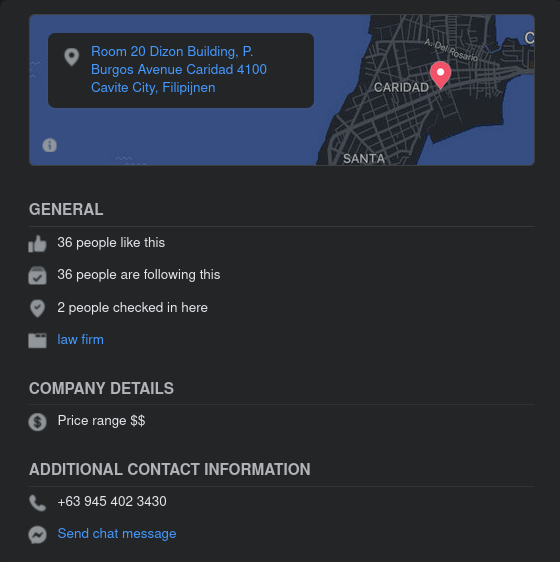 Room 20 Dizon Building, P.
Burgos Avenue Caridad 4100
Cavite City, Filipijnen
A. Del Rosario
C
CARIDAD
SANTA
GENERAL
36 people like this
36 people are following this
2 people checked in here
law firm
COMPANY DETAILS
Price range $$
ADDITIONAL CONTACT INFORMATION
+63 945 402 3430
Send chat message